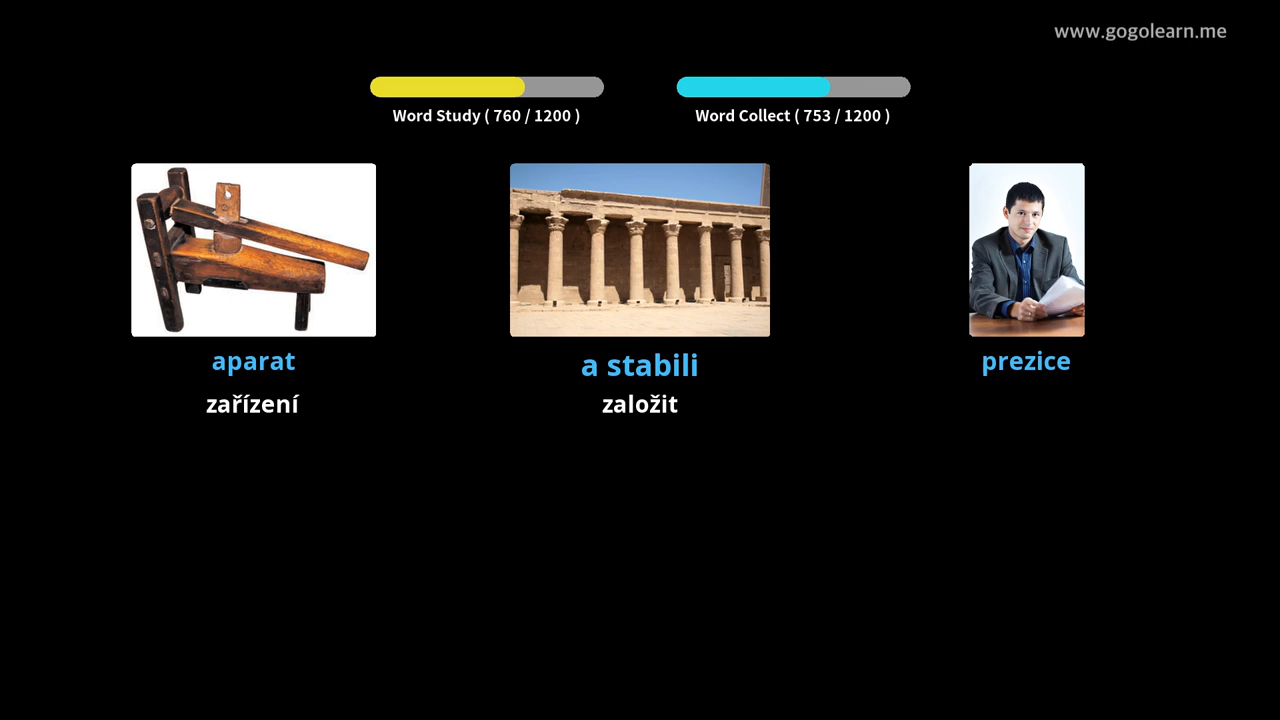 www.gogolearn.me
Word Study ( 760 / 1200 )
Word Collect ( 753 / 1200 )
aparat
a stabili
prezice
zařízení
založit